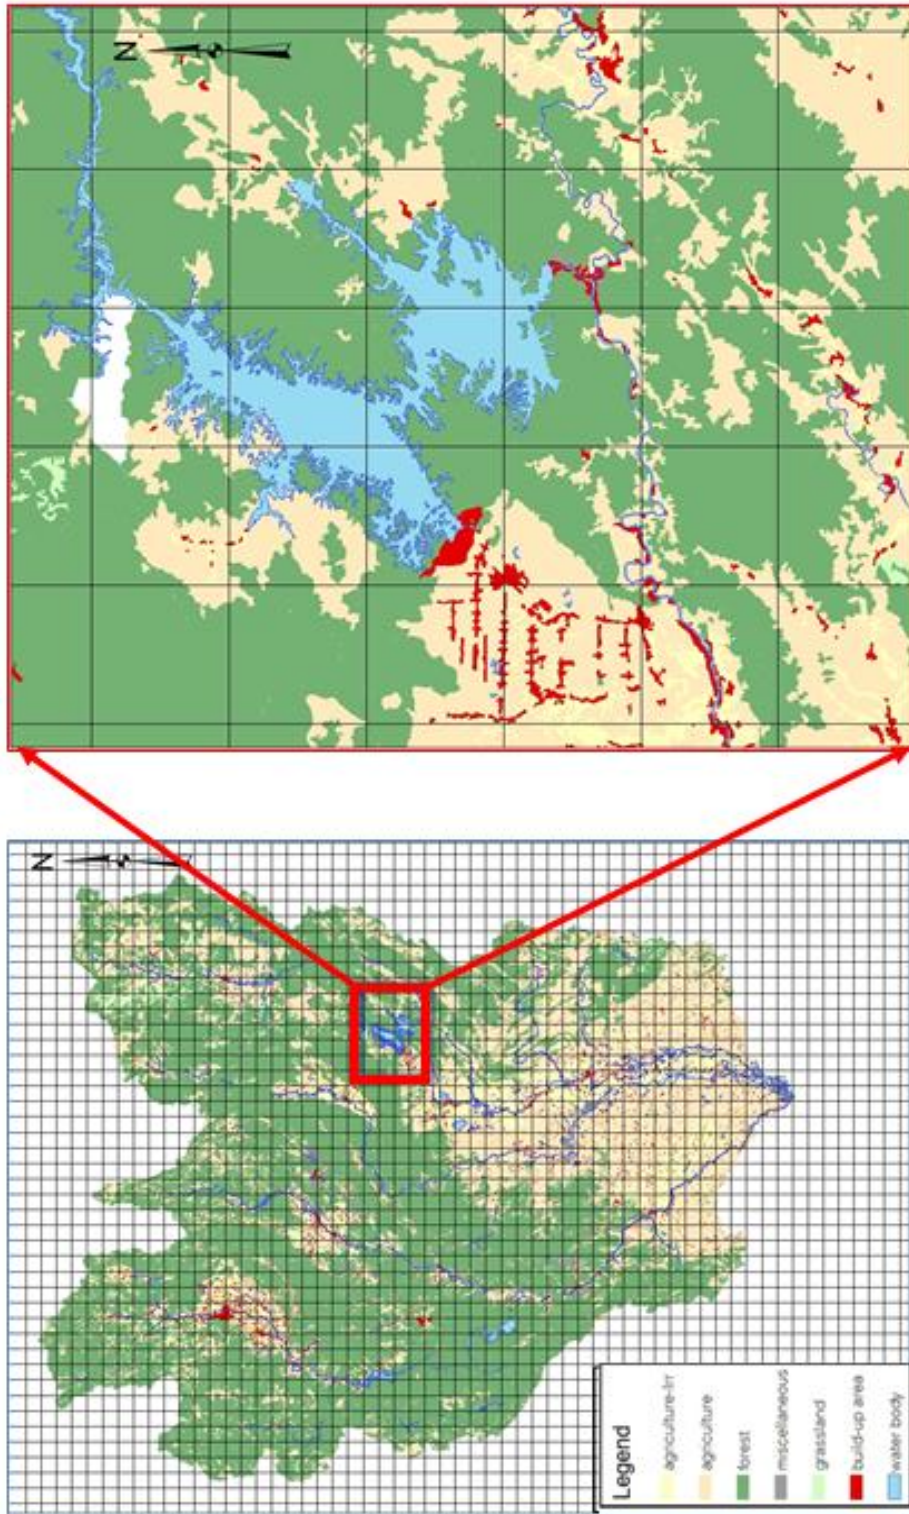 N
N
Legend
agriculture-Irr
agriculture
forest
miscellaneous
grassland
build-up area
water body